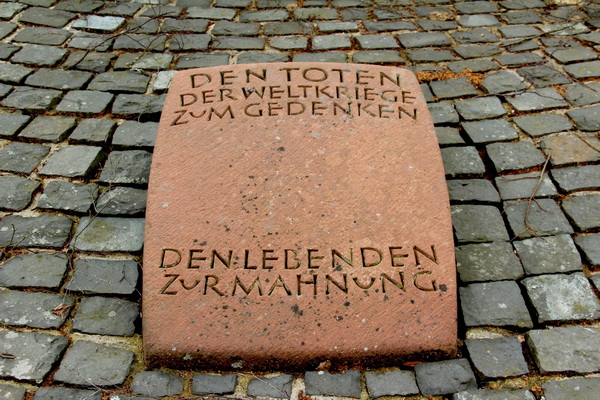 DEN TOTEN
DER WELTKRIEGE
ZUM GEDENKEN
DEN LEBENDEN
ZUR MAHNUNG